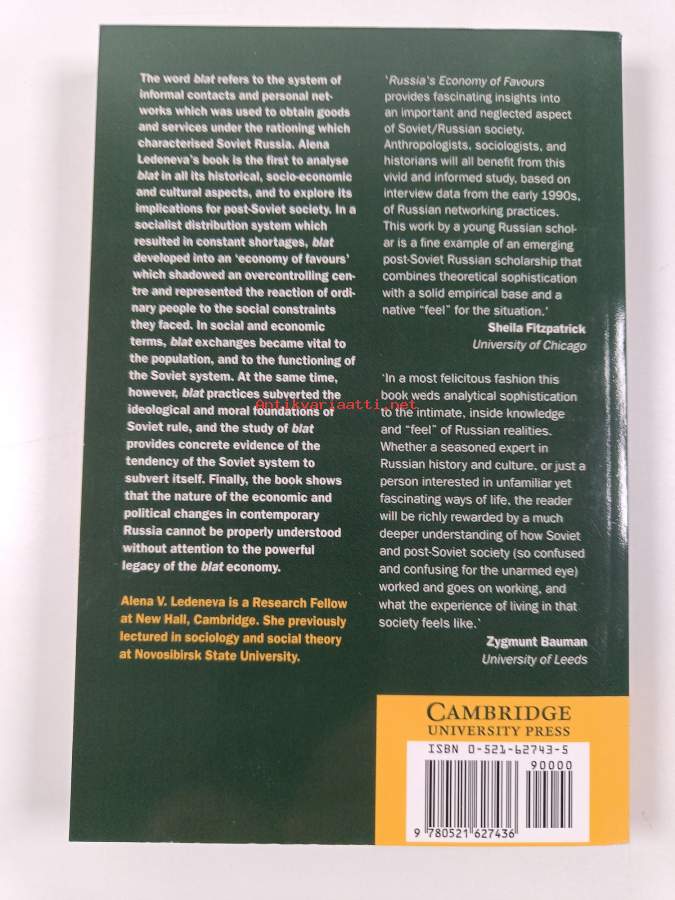 The word blat refers to the system of
informal contacts and personal net-
works which was used to obtain goods
and services under the rationing which
characterised Soviet Russia. Alena
Ledeneva's book is the first to analyse
blat in all its historical, socio-economic
and cultural aspects, and to explore its
implications for post-Soviet society. In a
socialist distribution system which
resulted in constant shortages, blat
developed into an 'economy of favours'
which shadowed an overcontrolling cen-
tre and represented the reaction of ordi-
nary people to the social constraints
they faced. In social and economic
terms, blat exchanges became vital to
the population, and to the functioning of
the Soviet system. At the same time,
however, blat practices subverted the
ideological and moral foundations of
Soviet rule, and the study of blat
provides concrete evidence of the
tendency of the Soviet system to
subvert itself. Finally, the book shows
that the nature of the economic and
political changes in contemporary
Russia cannot be properly understood
without attention to the powerful
legacy of the blat economy.
Alena V. Ledeneva is a Research Fellow
at New Hall, Cambridge. She previously
lectured in sociology and social theory
at Novosibirsk State University.
'Russia's Economy of Favours
provides fascinating insights into
an important and neglected aspect
of Soviet/Russian society.
Anthropologists, sociologists, and
historians will all benefit from this
vivid and informed study, based on
interview data from the early 1990s,
of Russian networking practices.
This work by a young Russian schol-
ar is a fine example of an emerging
post-Soviet Russian scholarship that
combines theoretical sophistication
with a solid empirical base and a
native "feel" for the situation.'
Sheila Fitzpatrick
University of Chicago
'In a most felicitous fashion this
book weds analytical sophistication
to the intimate, inside knowledge
and "feel" of Russian realities.
Whether a seasoned expert in
Russian history and culture, or just a
person interested in unfamiliar yet
fascinating ways of life, the reader
will be richly rewarded by a much
deeper understanding of how Soviet
and post-Soviet society (so confused
and confusing for the unarmed eye)
worked and goes on working, and
what the experience of living in that
society feels like.'
Zygmunt Bauman
University of Leeds
Antikvariaatti.net
CAMBRIDGE
UNIVERSITY PRESS
ISBN 0-521-62743-5
90000
9 780521 627436